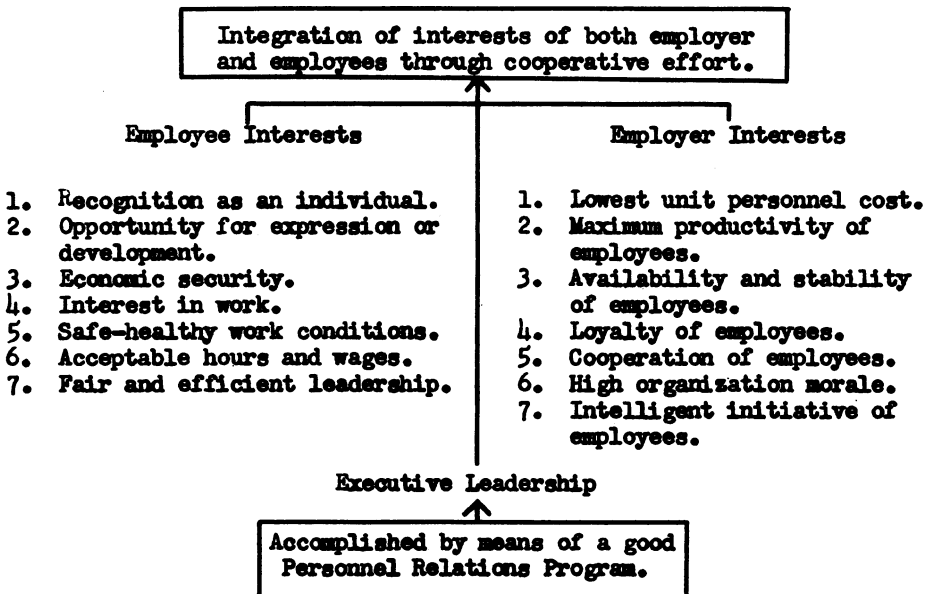 Integration of interests of both employer
and employees through cooperative effort.
Employee Interests
1. Recognition as an individual.
2. Opportunity for expression or
development.
3. Economic security.
4. Interest in work.
5. Safe-healthy work conditions.
6. Acceptable hours and wages.
7. Fair and efficient leadership.
Employer Interests
1. Lowest unit personnel cost.
2. Maximum productivity of
employees.
3. Availability and stability
of employees.
4. Loyalty of employees.
5. Cooperation of employees.
6. High organization morale.
7. Intelligent initiative of
employees.
Executive Leadership
Accomplished by means of a good
Personnel Relations Program.